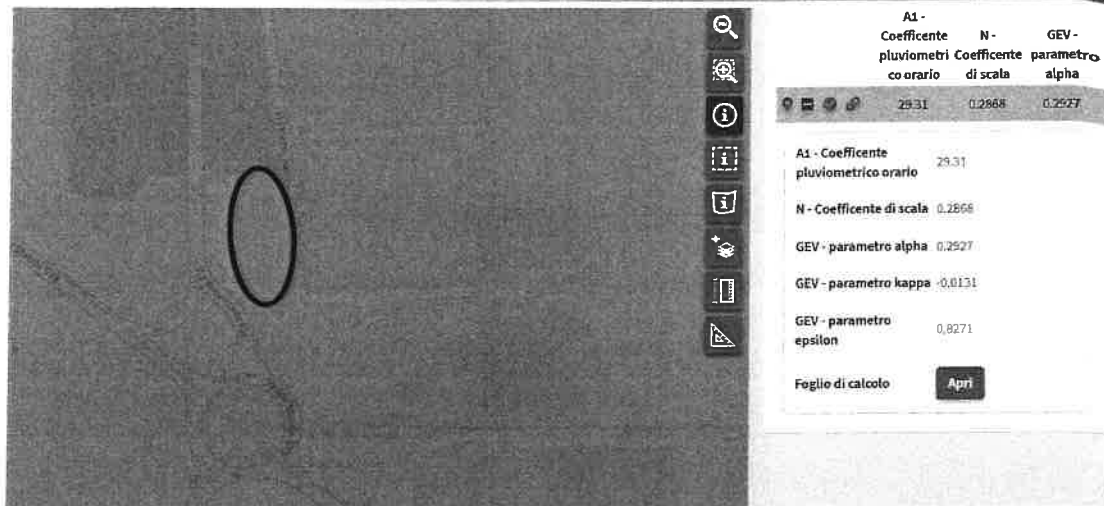 A1 -
Coefficente N - GEV -
pluviometri Coefficente parametro
co orario di scala alpha
29.31 0.2868 0.2927
A1 - Coefficente
pluviometrico orario 29.31
N - Coefficente di scala 0.2868
GEV - parametro alpha 0.2927
GEV - parametro kappa -0,0131
GEV - parametro
epsilon 0,8271
Foglio di calcolo Apri